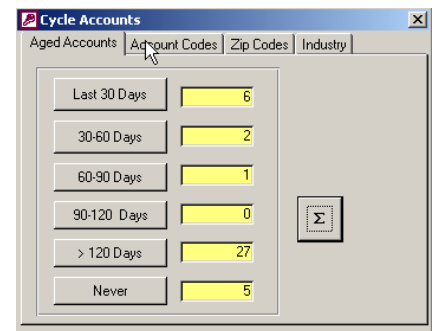 Cycle Accounts
Aged Accounts Account Codes Zip Codes Industry
Last 30 Days 6
30-60 Days 2
60-90 Days 1
90-120 Days 0
Σ
> 120 Days 27
Never 5